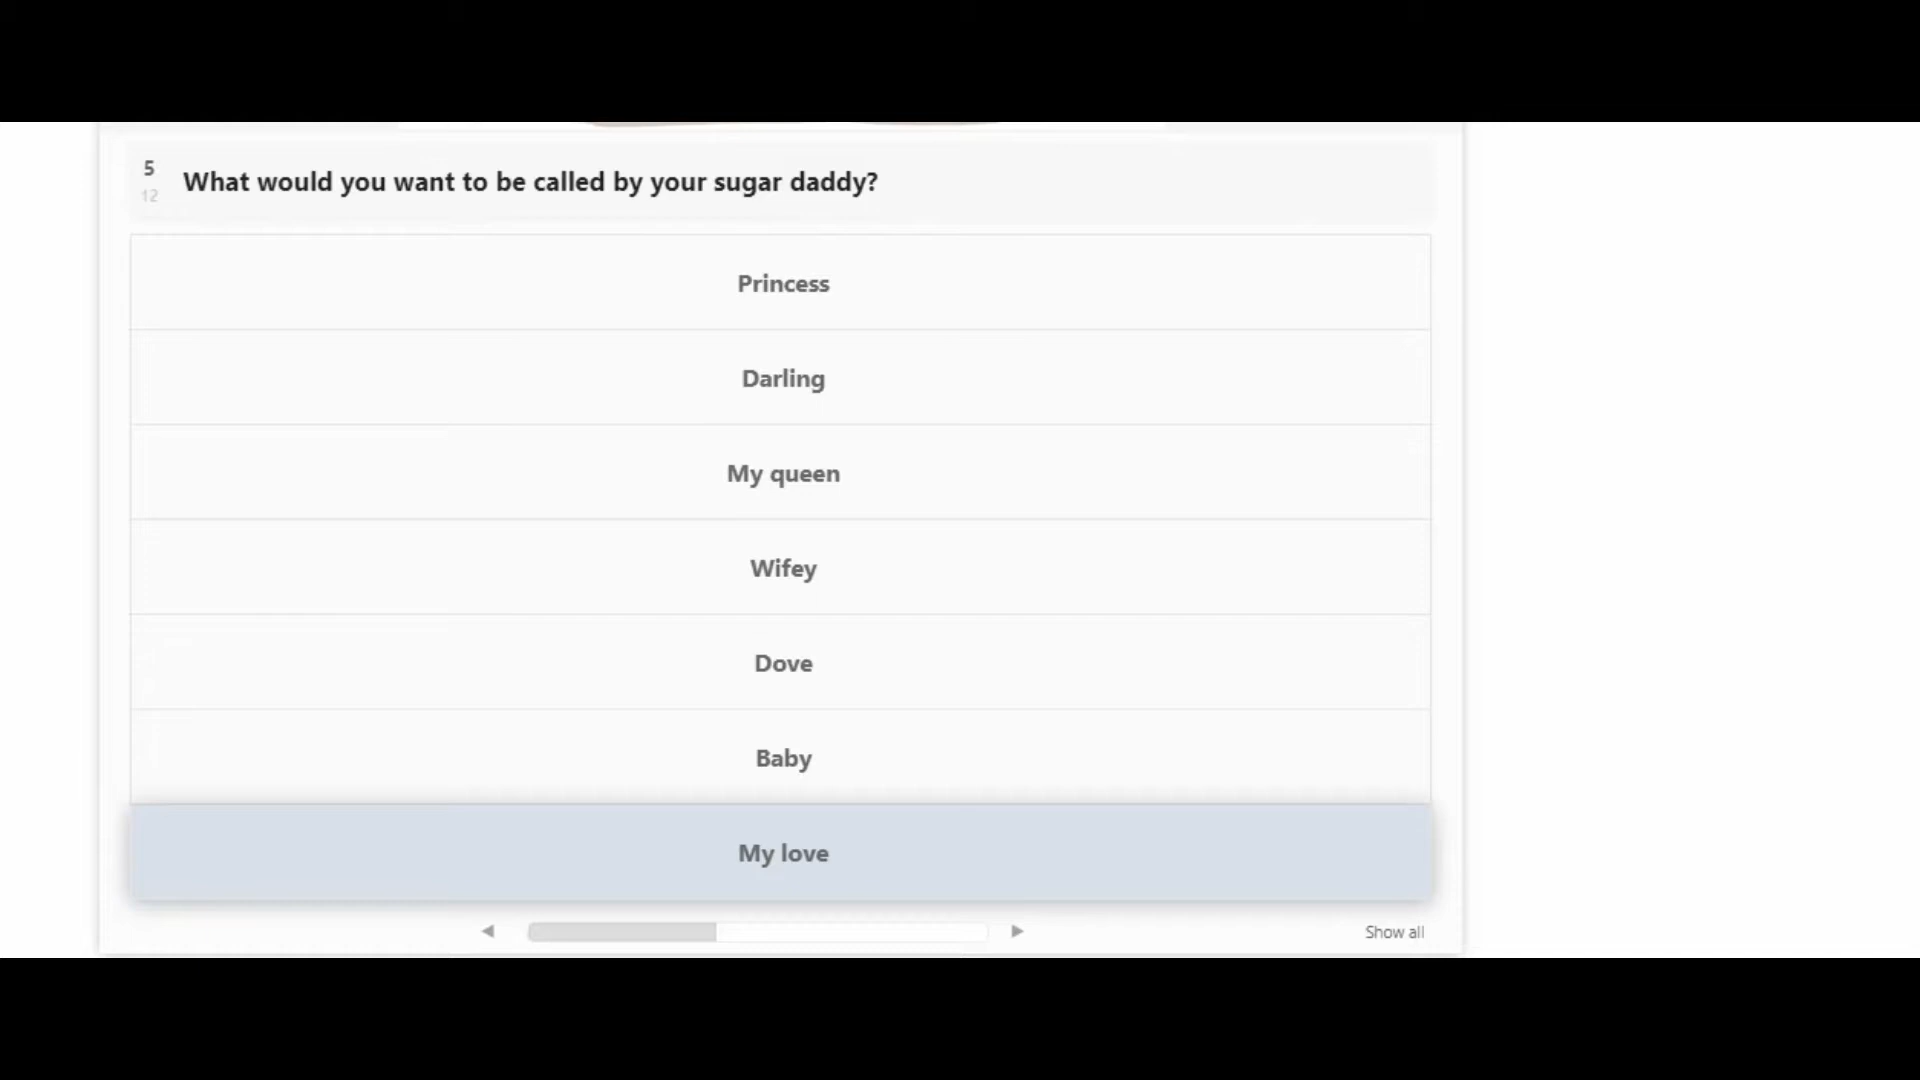 5
12
What would you want to be called by your sugar daddy?
Princess
Darling
My queen
Wifey
Dove
Baby
My love
Show all